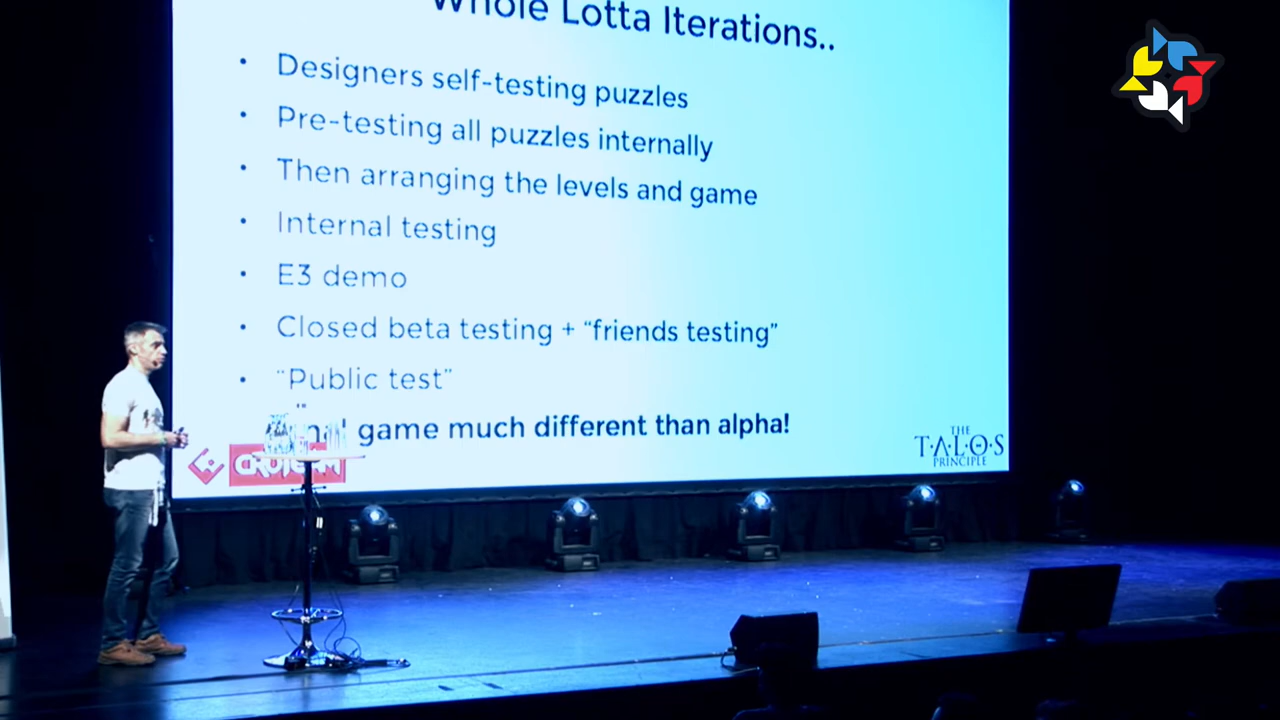 Whole Lotta Iterations..
• Designers self-testing puzzles
• Pre-testing all puzzles internally
• Then arranging the levels and game
• Internal testing
• E3 demo
• Closed beta testing + “friends testing”
• “Public test”
game much different than alpha!
CROTEAM
THE
T·A·L·O·S
PRINCIPLE